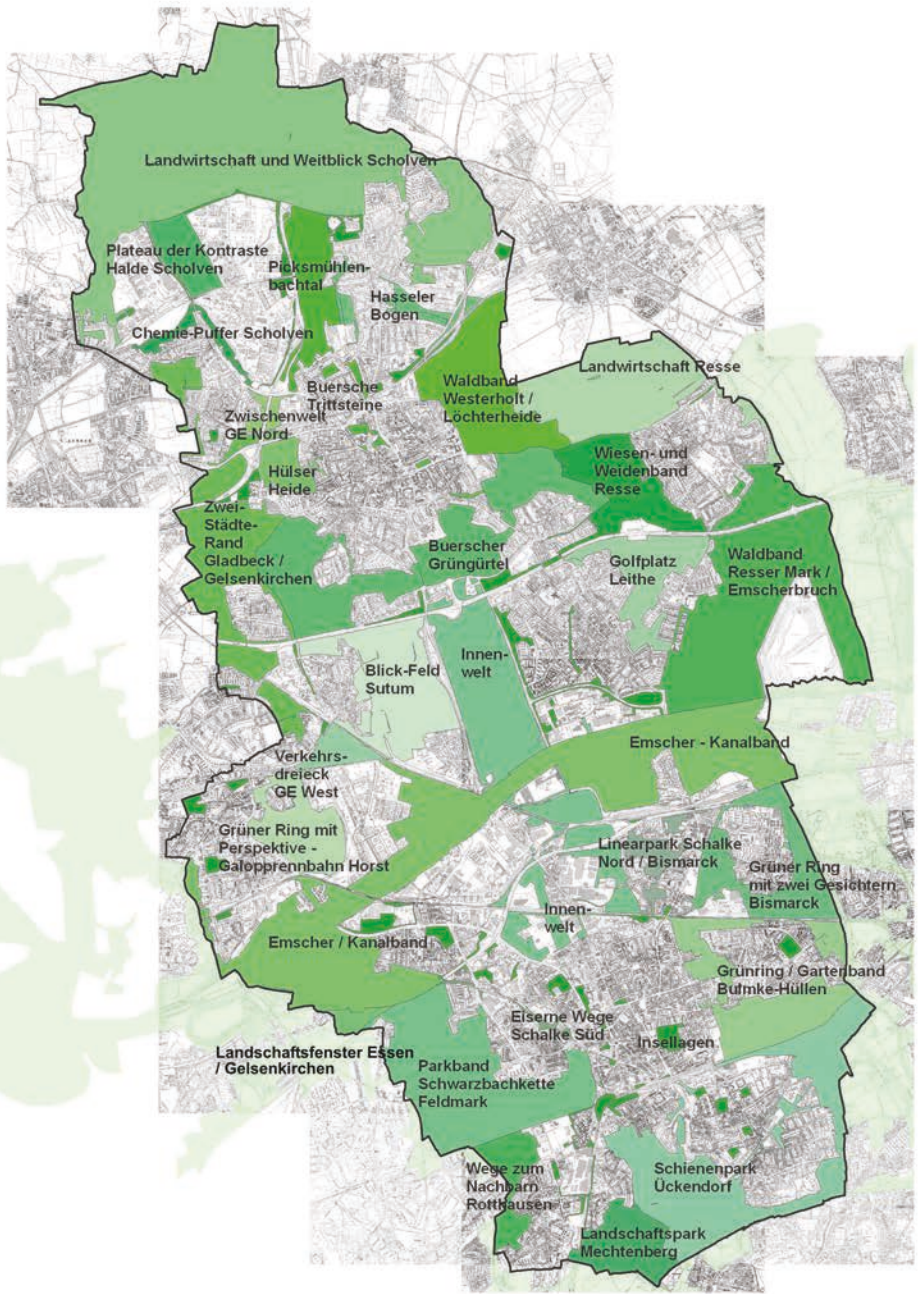 Landwirtschaft und Weitblick Scholven
Plateau der Kontraste
Halde Scholven
Picksmühlen-
bachtal
Hasseler
Bogen
Chemie-Puffer Scholven
Landwirtschaft Resse
Buersche
Trittsteine
Waldband
Westerholt /
Löchterheide
Zwischenwelt
GE Nord
Wiesen- und
Weidenband
Resse
Hülser
Heide
Zwei-
Städte-
Rand
Gladbeck /
Gelsenkirchen
Buerscher
Grüngürtel
Golfplatz
Leithe
Waldband
Resser Mark /
Emscherbruch
Innen-
welt
Blick-Feld
Sutum
Emscher - Kanalband
Verkehrs-
dreieck
GE West
Grüner Ring mit
Perspektive -
Galopprennbahn Horst
Linearpark Schalke
Nord / Bismarck
Grüner Ring
mit zwei Gesichtern
Bismarck
Innen-
welt
Emscher / Kanalband
Grünring / Gartenband
Bulmke-Hüllen
Eiserne Wege
Schalke Süd
Insellagen
Landschaftsfenster Essen
/ Gelsenkirchen
Parkband
Schwarzbachkette
Feldmark
Wege zum
Nachbarn
Rotthausen
Schienenpark
Ückendorf
Landschaftspark
Mechtenberg